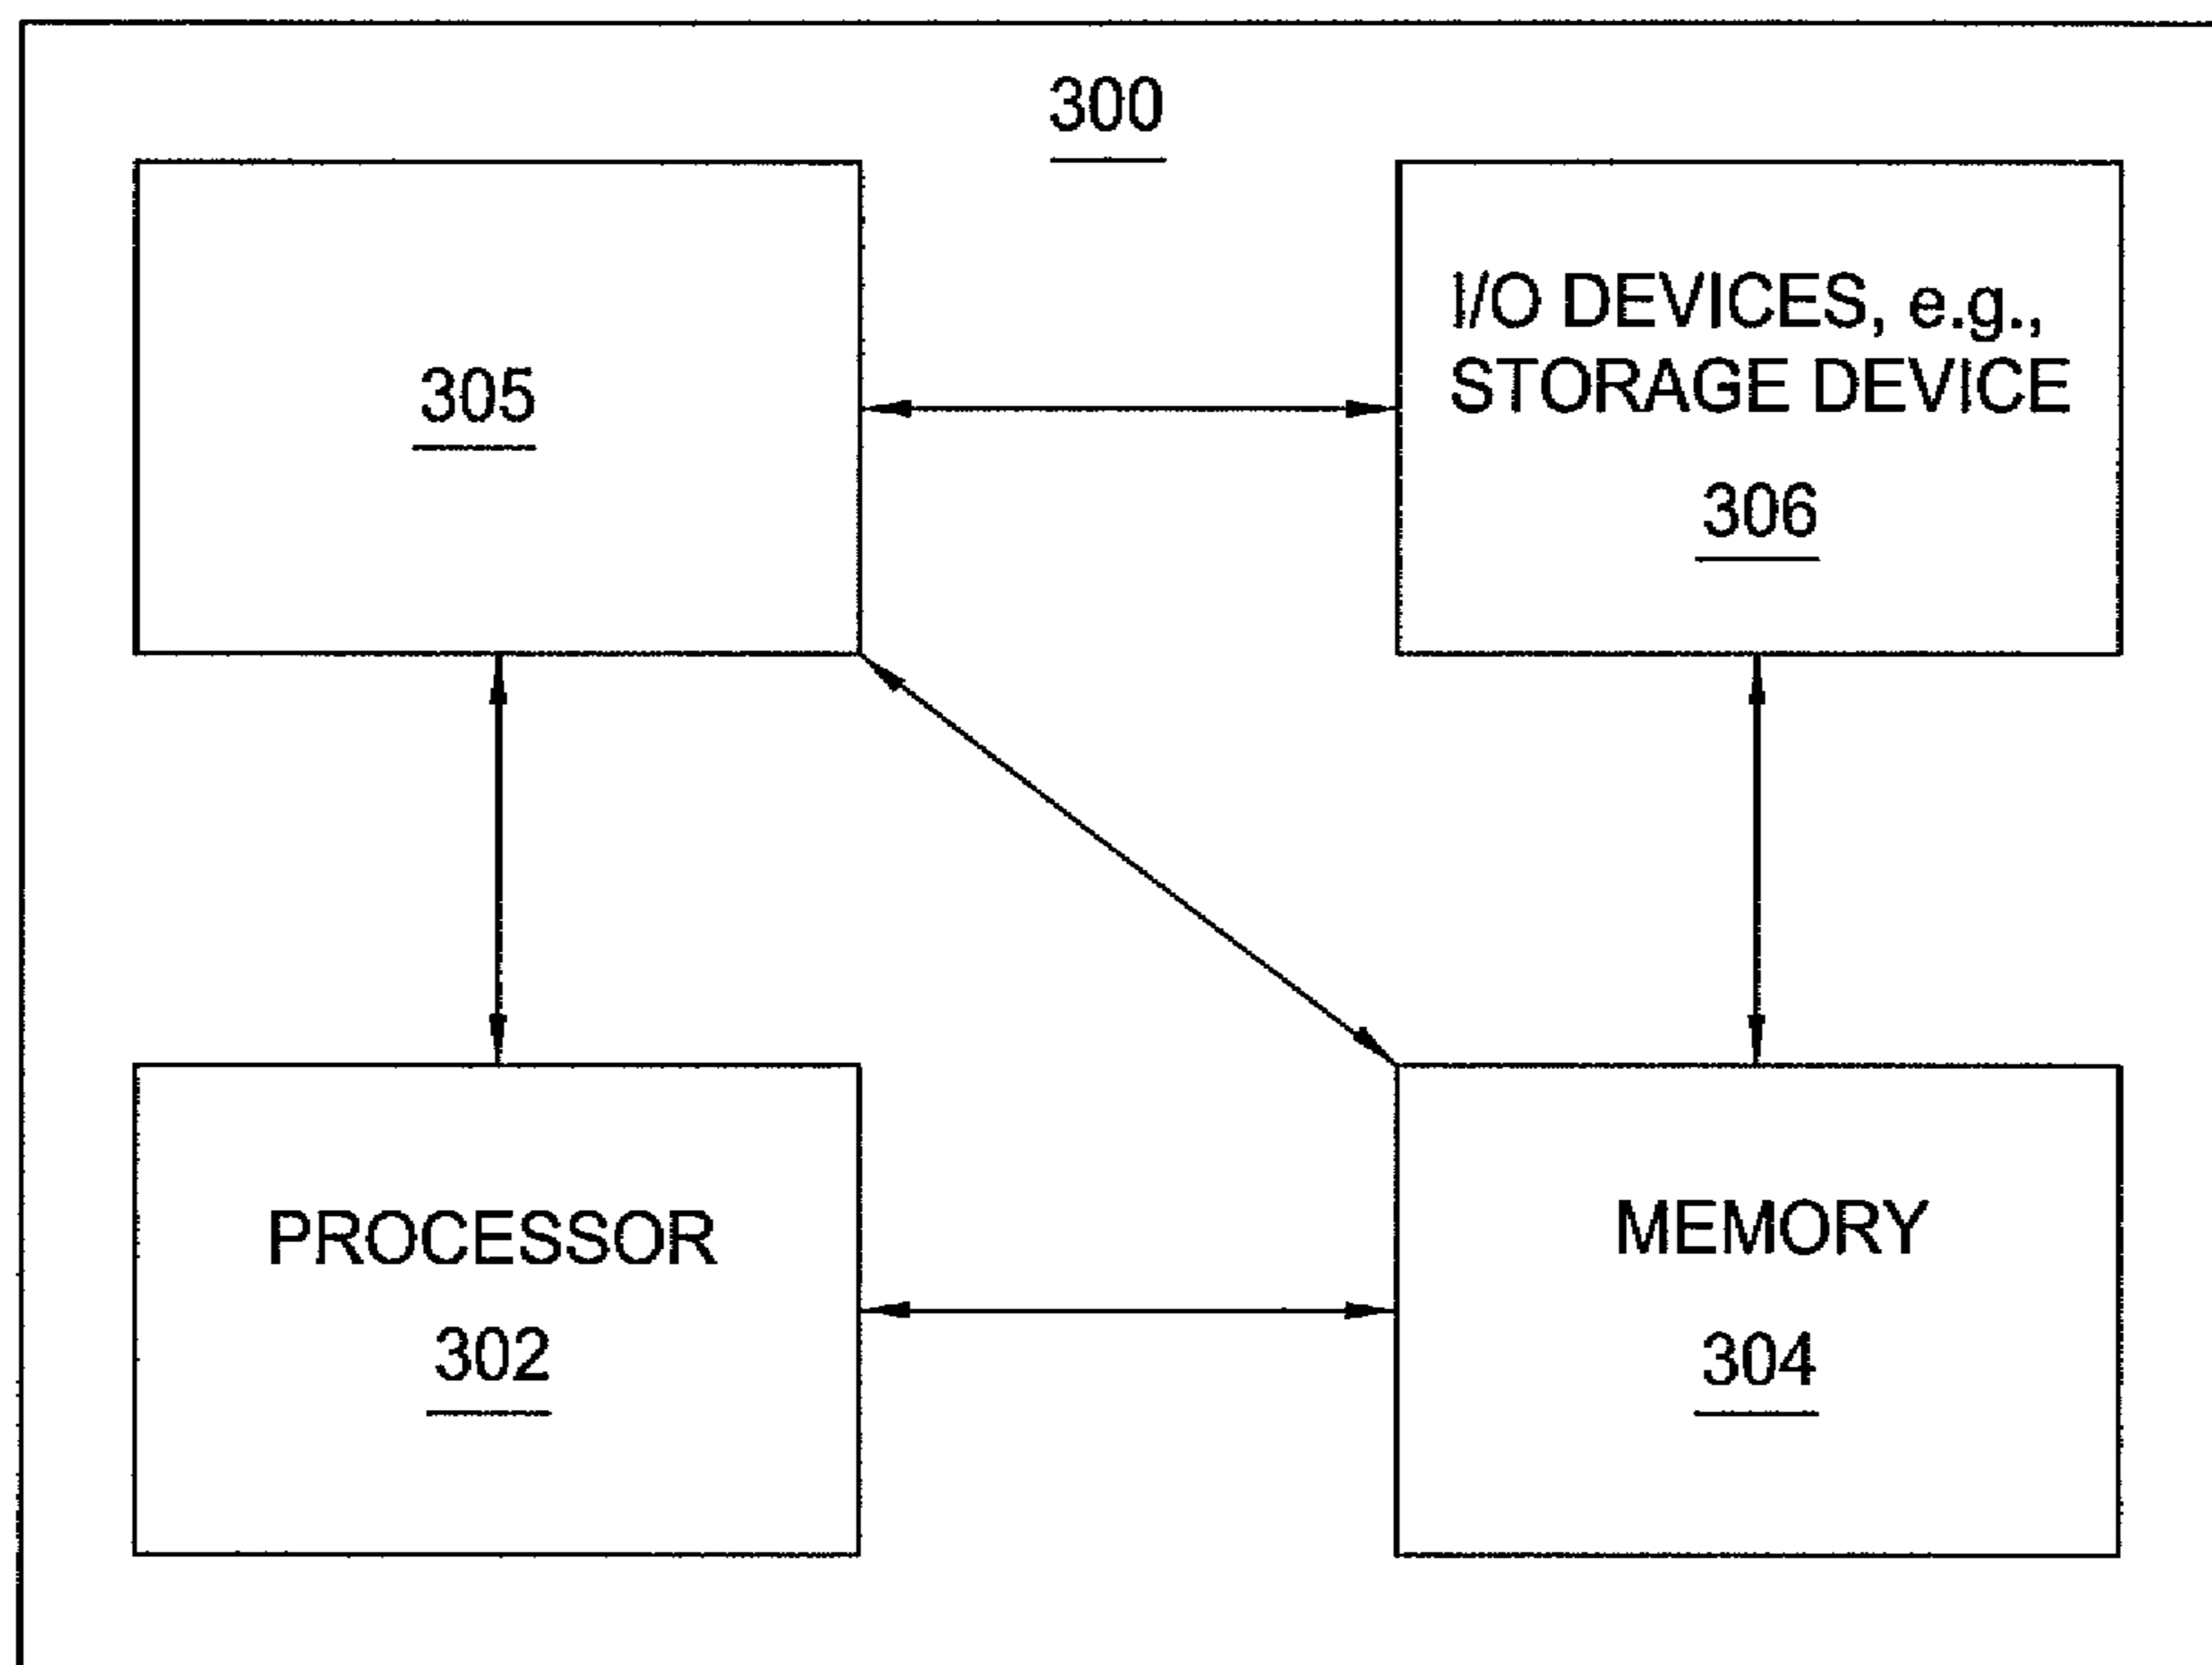 300
305
I/O DEVICES, e.g.,
STORAGE DEVICE
306
PROCESSOR
302
MEMORY
304